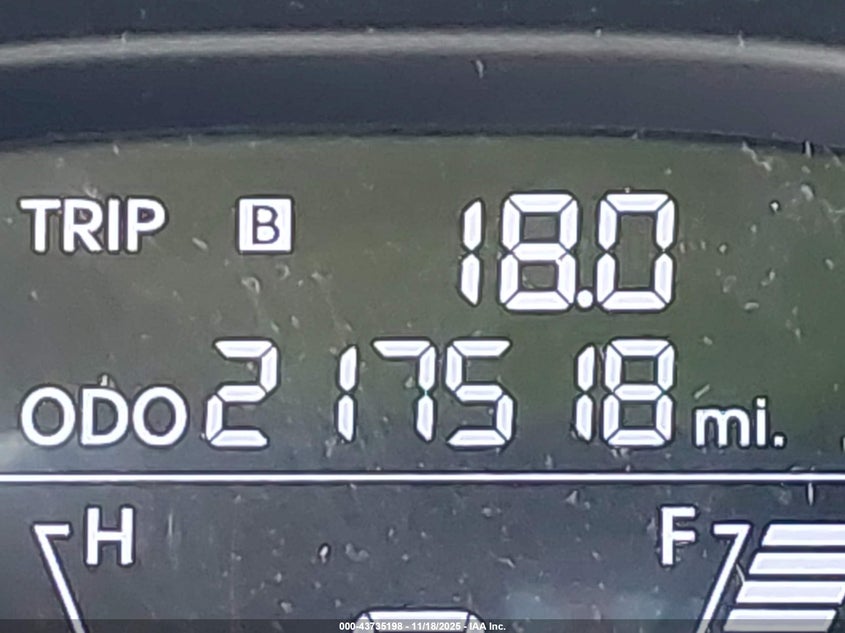 TRIP B 18.0
ODO 217518 mi.
H F
000-43735198 - 11/18/2025 - IAA Inc.